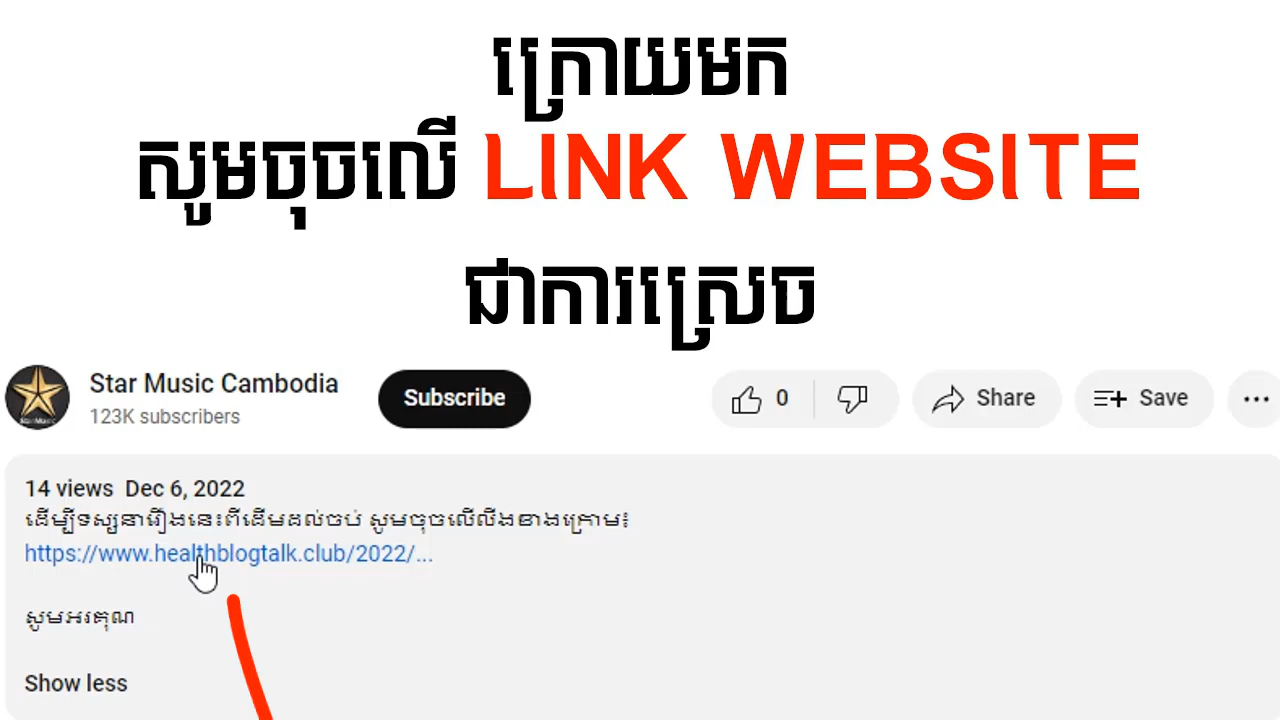 ក្រោយមក
សូមចុចលើ LINK WEBSITE
ជាការស្រេច
Star Music Cambodia
123K subscribers
Subscribe
0
Share
Save
14 views Dec 6, 2022
ដើម្បីទស្សនារឿងនេះពីដើមដល់ចប់ សូមចុចលើលីងខាងក្រោម៖
https://www.healthblogtalk.club/2022/...
សូមអរគុណ
Show less